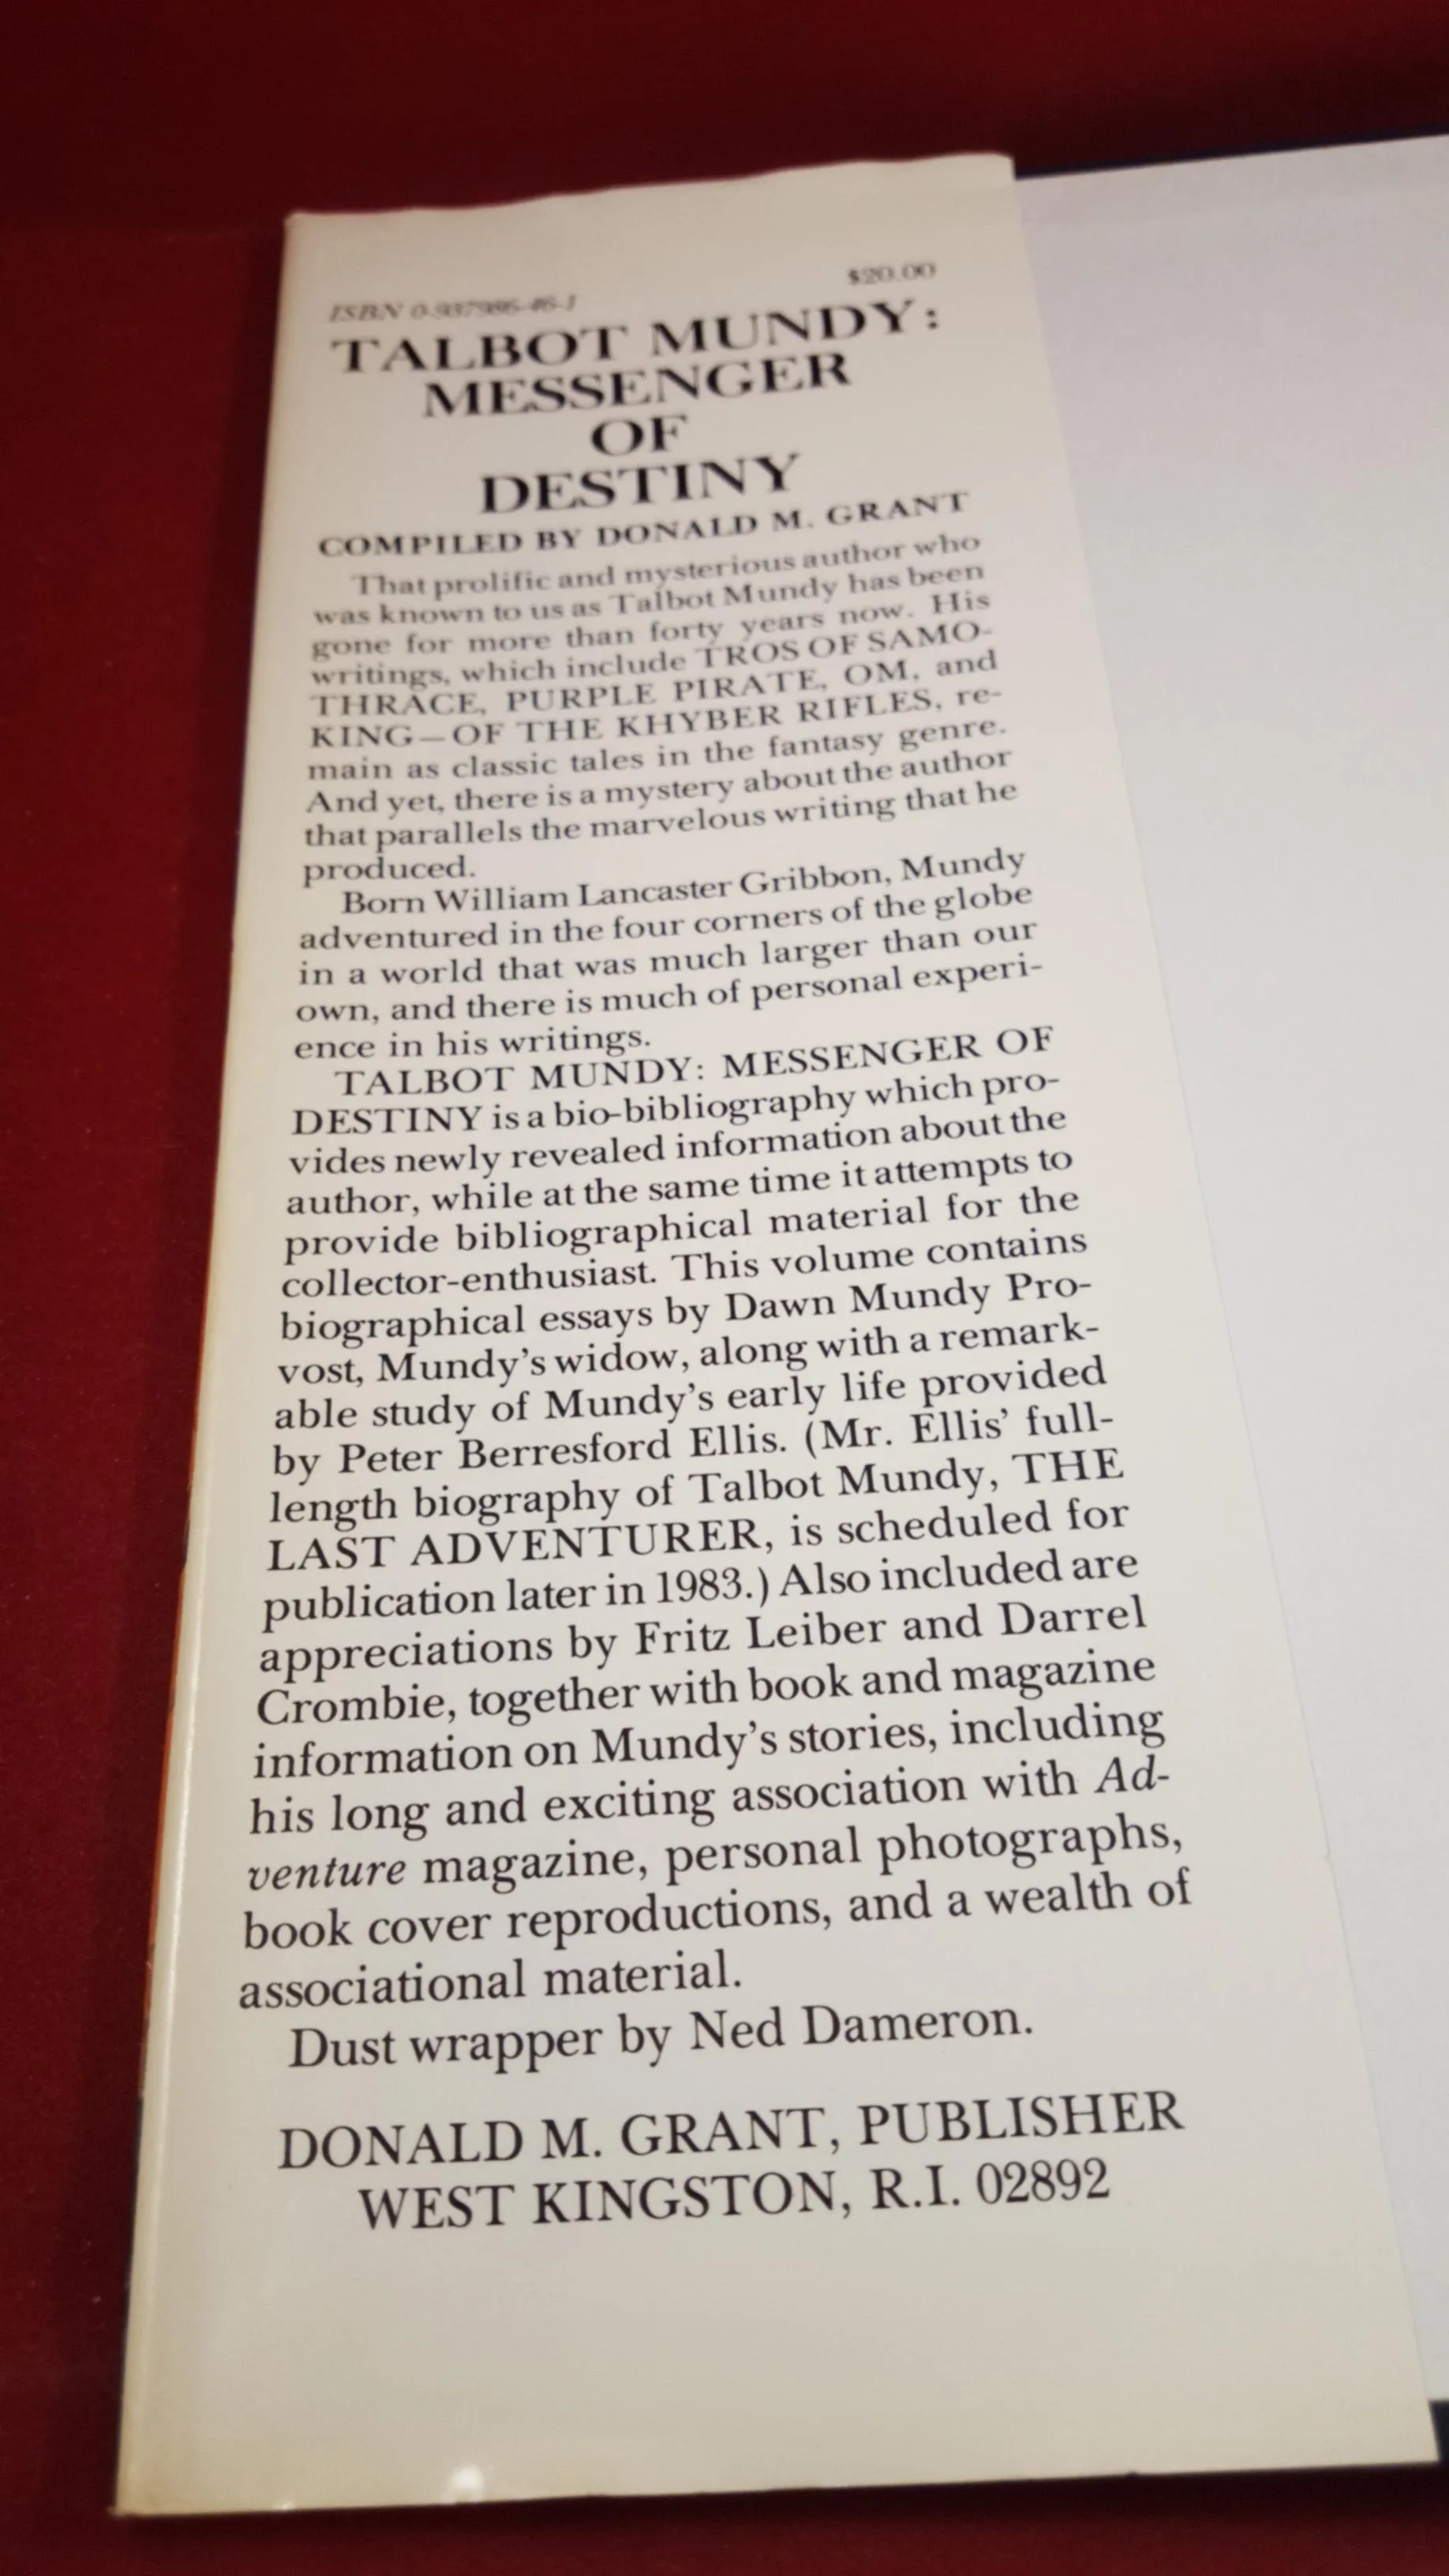 $20.00
ISBN 0-937986-46-1
TALBOT MUNDY:
MESSENGER
OF
DESTINY
COMPILED BY DONALD M. GRANT
That prolific and mysterious author who
was known to us as Talbot Mundy has been
gone for more than forty years now. His
writings, which include TROS OF SAMO-
THRACE, PURPLE PIRATE, OM, and
KING—OF THE KHYBER RIFLES, re-
main as classic tales in the fantasy genre.
And yet, there is a mystery about the author
that parallels the marvelous writing that he
produced.
Born William Lancaster Gribbon, Mundy
adventured in the four corners of the globe
in a world that was much larger than our
own, and there is much of personal experi-
ence in his writings.
TALBOT MUNDY: MESSENGER OF
DESTINY is a bio-bibliography which pro-
vides newly revealed information about the
author, while at the same time it attempts to
provide bibliographical material for the
collector-enthusiast. This volume contains
biographical essays by Dawn Mundy Pro-
vost, Mundy's widow, along with a remark-
able study of Mundy's early life provided
by Peter Berresford Ellis. (Mr. Ellis' full-
length biography of Talbot Mundy, THE
LAST ADVENTURER, is scheduled for
publication later in 1983.) Also included are
appreciations by Fritz Leiber and Darrel
Crombie, together with book and magazine
information on Mundy's stories, including
his long and exciting association with Ad-
venture magazine, personal photographs,
book cover reproductions, and a wealth of
associational material.
Dust wrapper by Ned Dameron.
DONALD M. GRANT, PUBLISHER
WEST KINGSTON, R.I. 02892